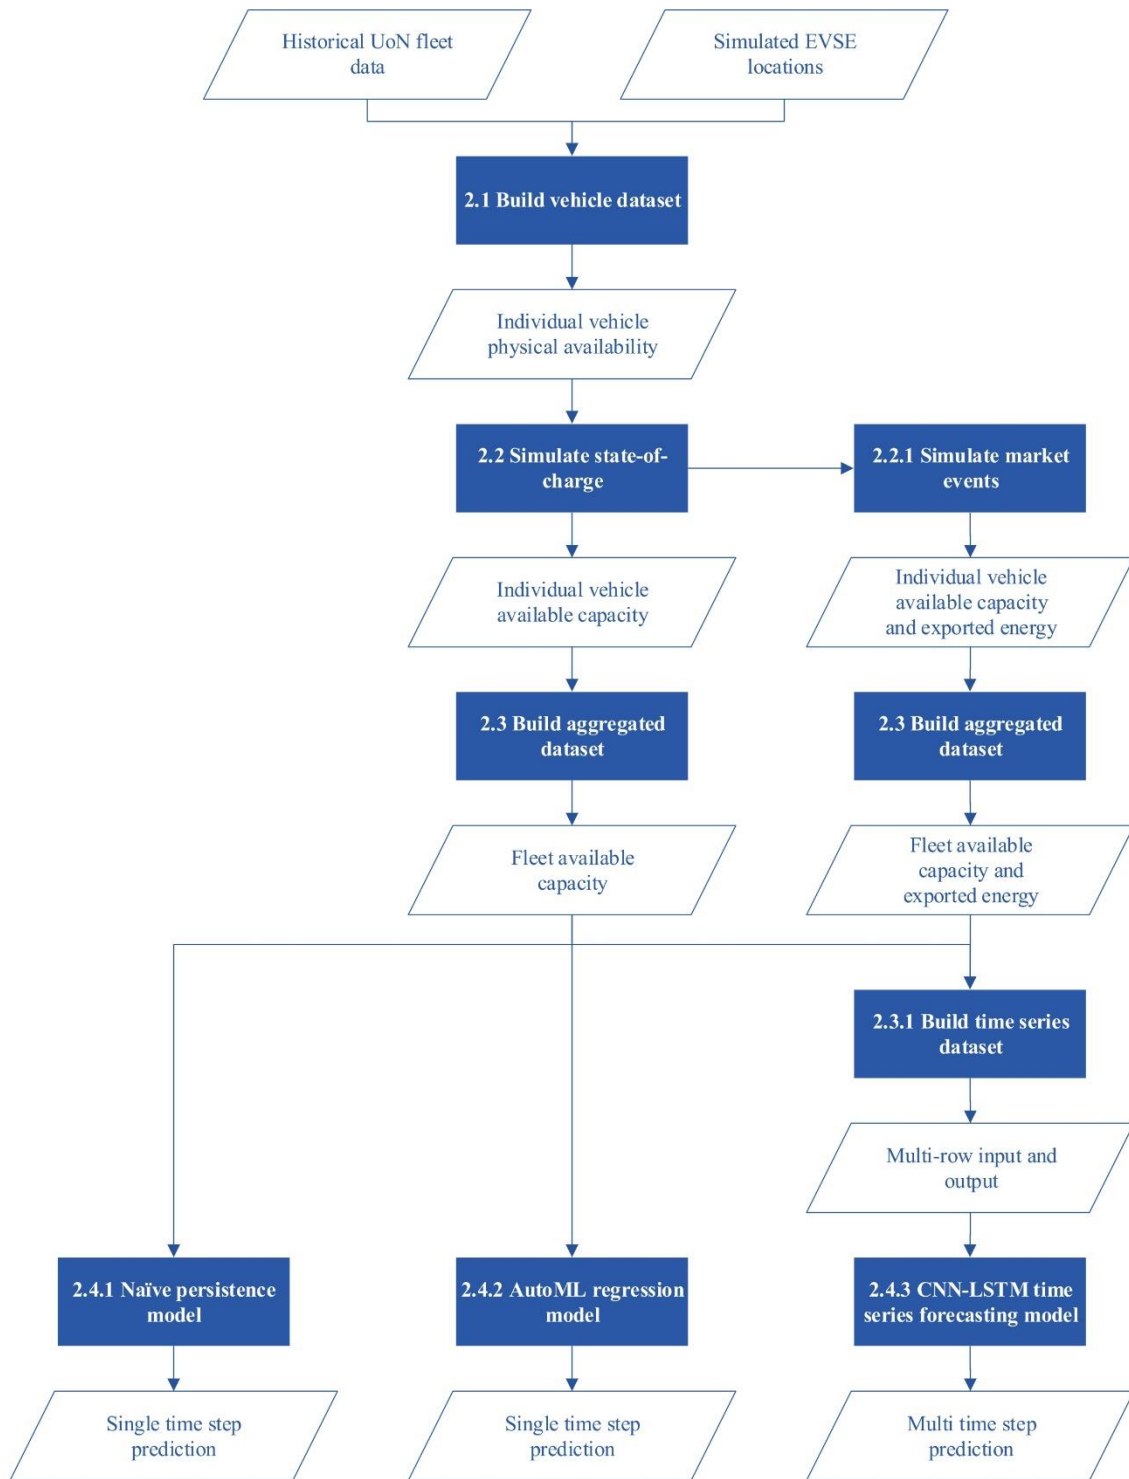 Historical UoN fleet
data
Simulated EVSE
locations
2.1 Build vehicle dataset
Individual vehicle
physical availability
2.2 Simulate state-of-
charge
2.2.1 Simulate market
events
Individual vehicle
available capacity
Individual vehicle
available capacity
and exported energy
2.3 Build aggregated
dataset
2.3 Build aggregated
dataset
Fleet available
capacity
Fleet available
capacity and
exported energy
2.3.1 Build time series
dataset
Multi-row input and
output
2.4.1 Naïve persistence
model
2.4.2 AutoML regression
model
2.4.3 CNN-LSTM time
series forecasting model
Single time step
prediction
Single time step
prediction
Multi time step
prediction